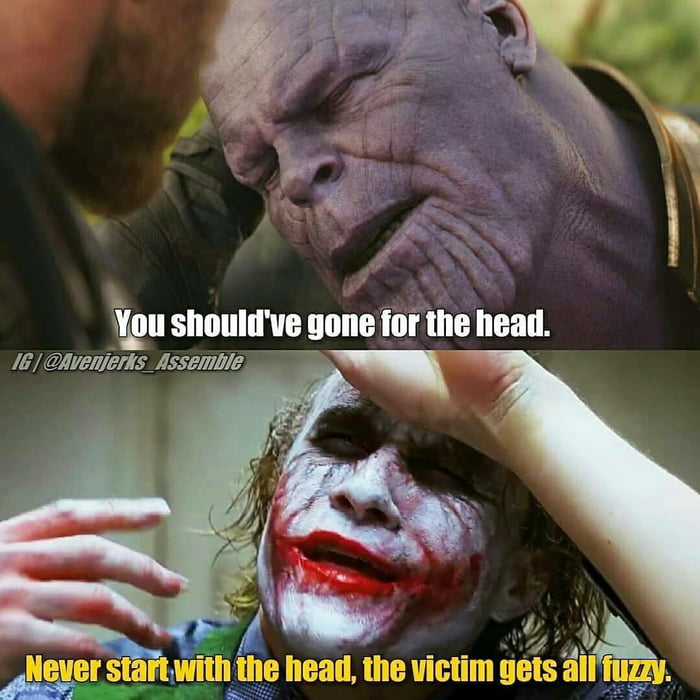 You should've gone for the head.
IG/@Avenjerks_Assemble
Never start with the head, the victim gets all fuzzy.